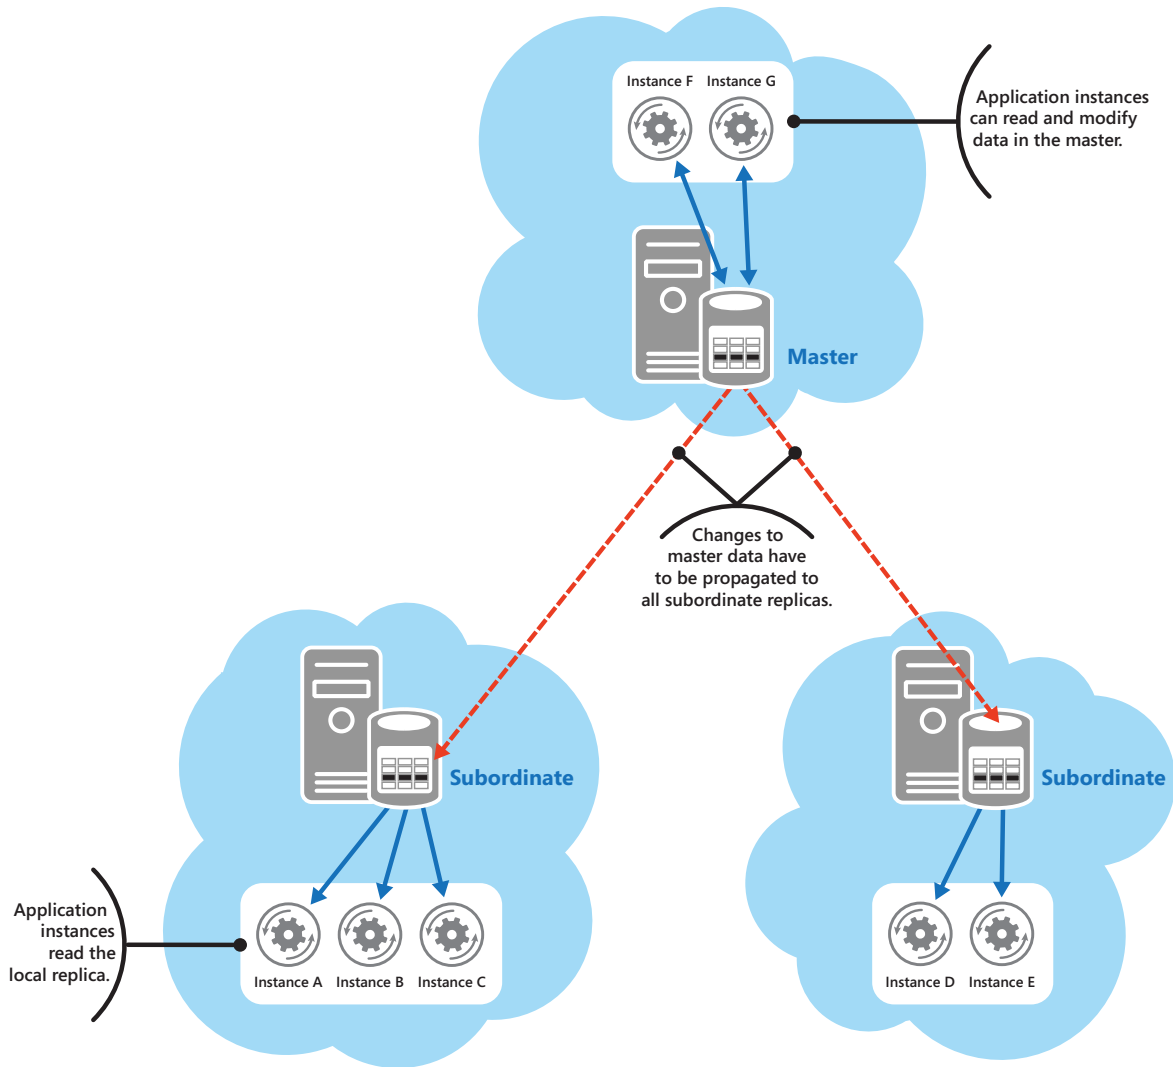 Instance F
Instance G
Application instances
can read and modify
data in the master.
Master
Changes to
master data have
to be propagated to
all subordinate replicas.
Subordinate
Subordinate
Application
instances
read the
local replica.
Instance A
Instance B
Instance C
Instance D
Instance E